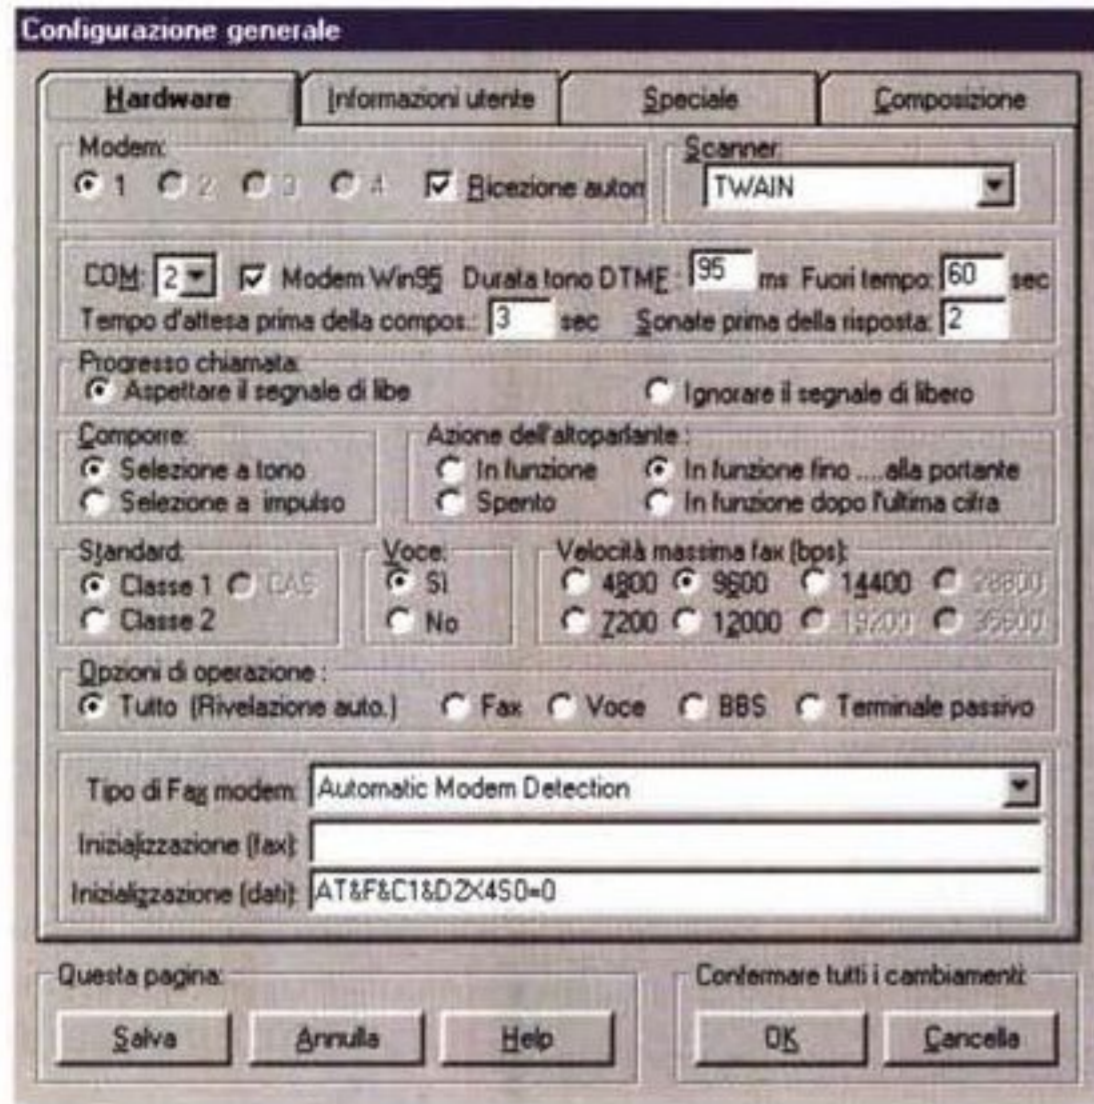 Configurazione generale
Hardware Informazioni utente Speciale Composizione
Modem: Scanner:
1 2 3 4 Ricezione autom TWAIN
COM: 2 Modem Win95 Durata tono DTMF : 95 ms Fuori tempo: 60 sec
Tempo d'attesa prima della compos.: 3 sec Sonate prima della risposta: 2
Progresso chiamata:
Aspettare il segnale di libe Ignorare il segnale di libero
Comporre: Azione dell'altoparlante :
Selezione a tono In funzione In funzione fino ....alla portante
Selezione a impulso Spento In funzione dopo l'ultima cifra
Standard: Voce: Velocità massima fax (bps):
Classe 1 CAS Sì 4800 9600 14400 28800
Classe 2 No 7200 12000 19200
Opzioni di operazione :
Tutto (Rivelazione auto.) Fax Voce BBS Terminale passivo
Tipo di Fax modem: Automatic Modem Detection
Inizializzazione (fax):
Inizializzazione (dati): AT&F&C1&D2X4S0=0
Questa pagina: Confermare tutti i cambiamenti:
Salva Annulla Help OK Cancella